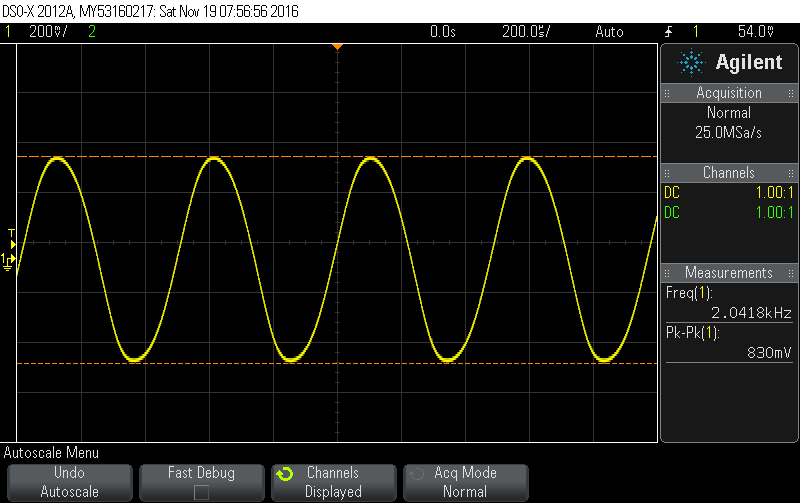 DSO-X 2012A, MY53160217: Sat Nov 19 07:56:56 2016
1 200mV/ 2 0.0s 200.0us/ Auto 1 54.0mV
Agilent
Acquisition
Normal
25.0MSa/s
Channels
DC 1.00:1
DC 1.00:1
Measurements
Freq(1):
2.0418kHz
Pk-Pk(1):
830mV
T
1
Autoscale Menu
Undo
Autoscale
Fast Debug
Channels
Displayed
Acq Mode
Normal